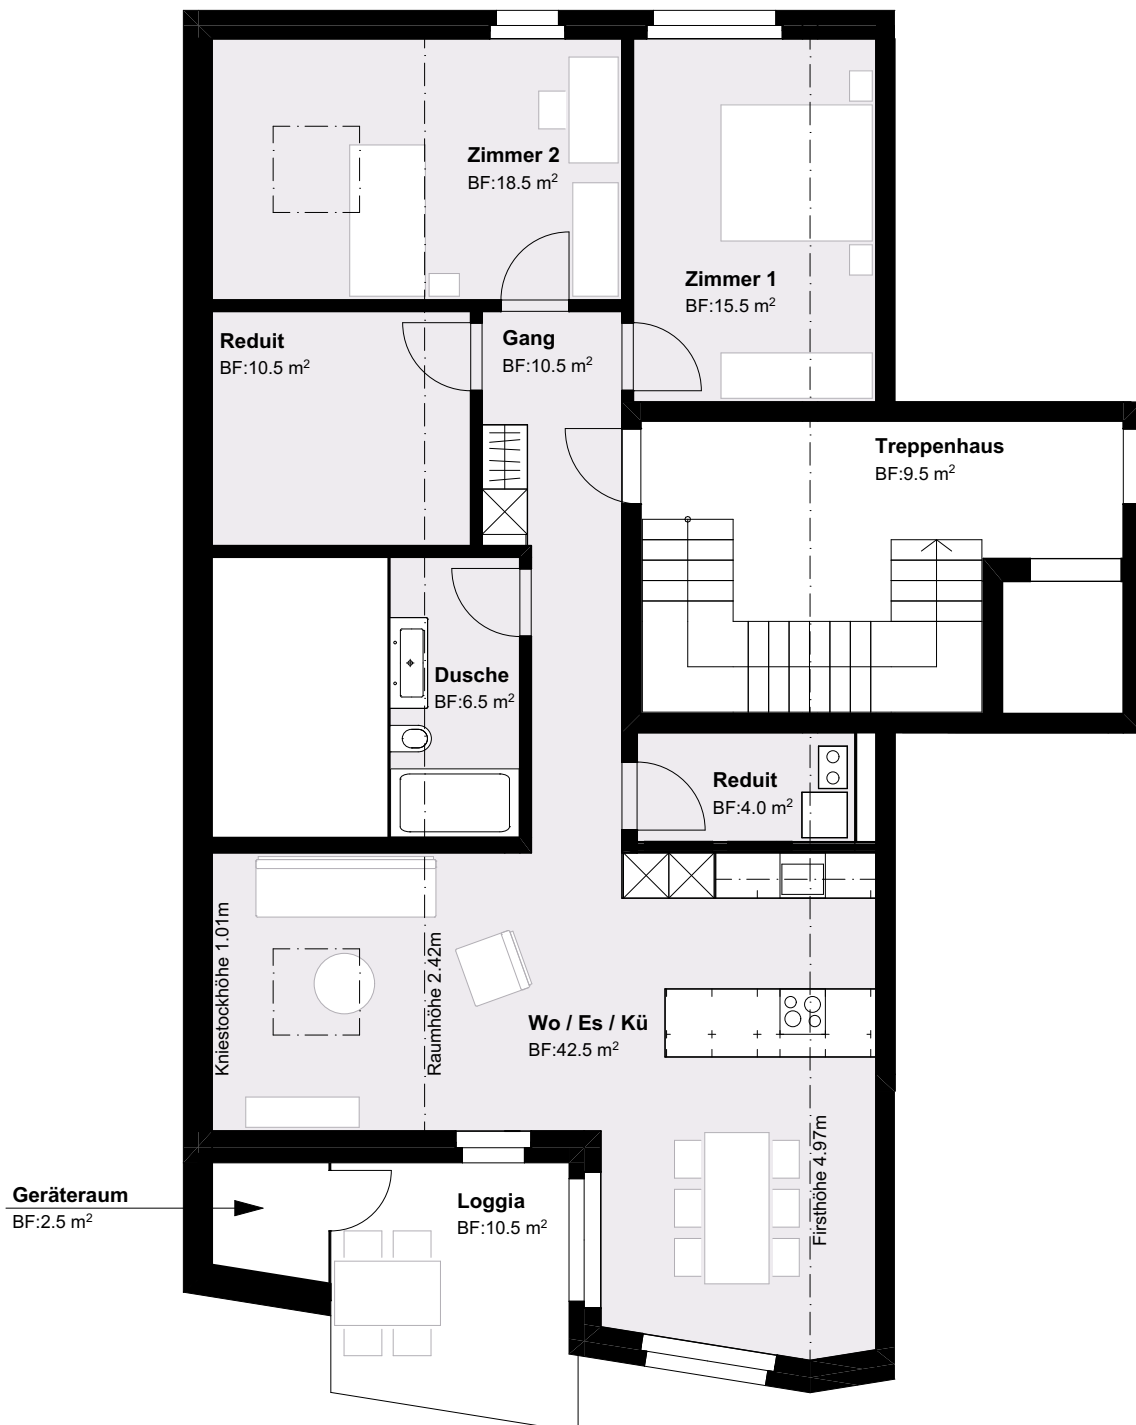 Zimmer 2
BF:18.5 m²
Zimmer 1
BF:15.5 m²
Reduit
BF:10.5 m²
Gang
BF:10.5 m²
Treppenhaus
BF:9.5 m²
Dusche
BF:6.5 m²
Reduit
BF:4.0 m²
Kniestockhöhe 1.01m
Raumhöhe 2.42m
Wo / Es / Kü
BF:42.5 m²
Firsthöhe 4.97m
Geräteraum
BF:2.5 m²
Loggia
BF:10.5 m²